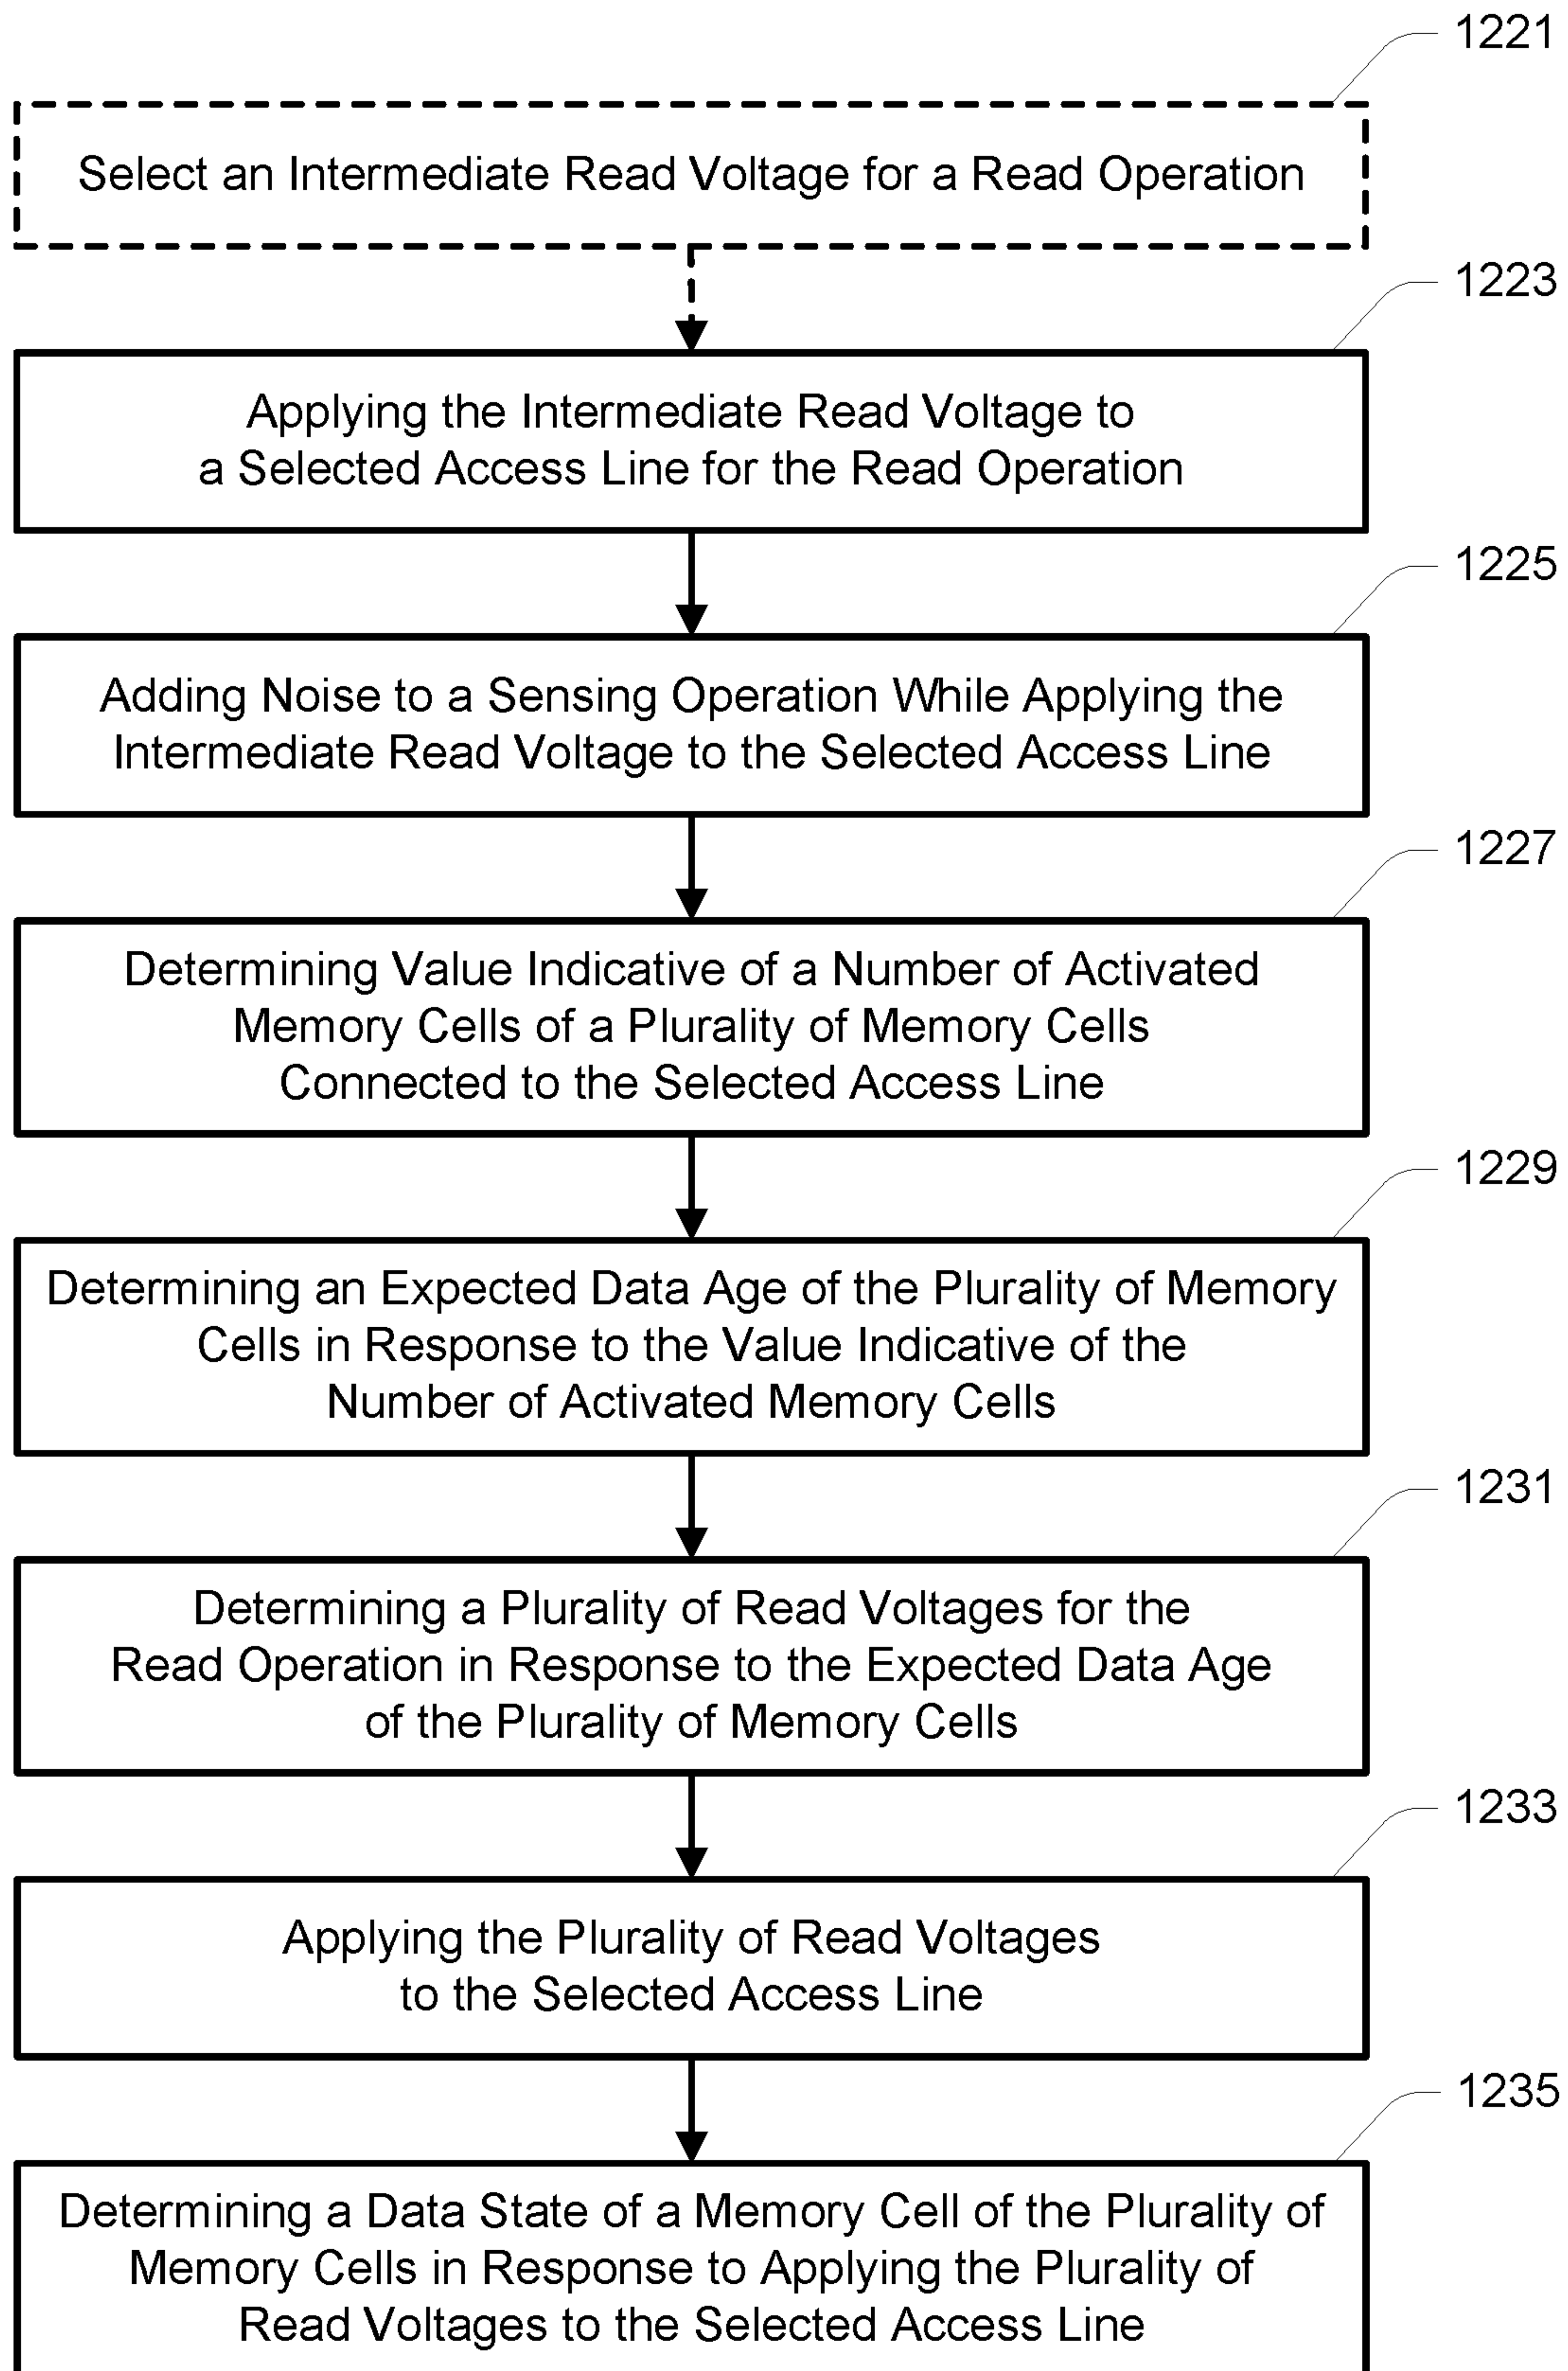 1221
Select an Intermediate Read Voltage for a Read Operation
1223
Applying the Intermediate Read Voltage to
a Selected Access Line for the Read Operation
1225
Adding Noise to a Sensing Operation While Applying the
Intermediate Read Voltage to the Selected Access Line
1227
Determining Value Indicative of a Number of Activated
Memory Cells of a Plurality of Memory Cells
Connected to the Selected Access Line
1229
Determining an Expected Data Age of the Plurality of Memory
Cells in Response to the Value Indicative of the
Number of Activated Memory Cells
1231
Determining a Plurality of Read Voltages for the
Read Operation in Response to the Expected Data Age
of the Plurality of Memory Cells
1233
Applying the Plurality of Read Voltages
to the Selected Access Line
1235
Determining a Data State of a Memory Cell of the Plurality of
Memory Cells in Response to Applying the Plurality of
Read Voltages to the Selected Access Line